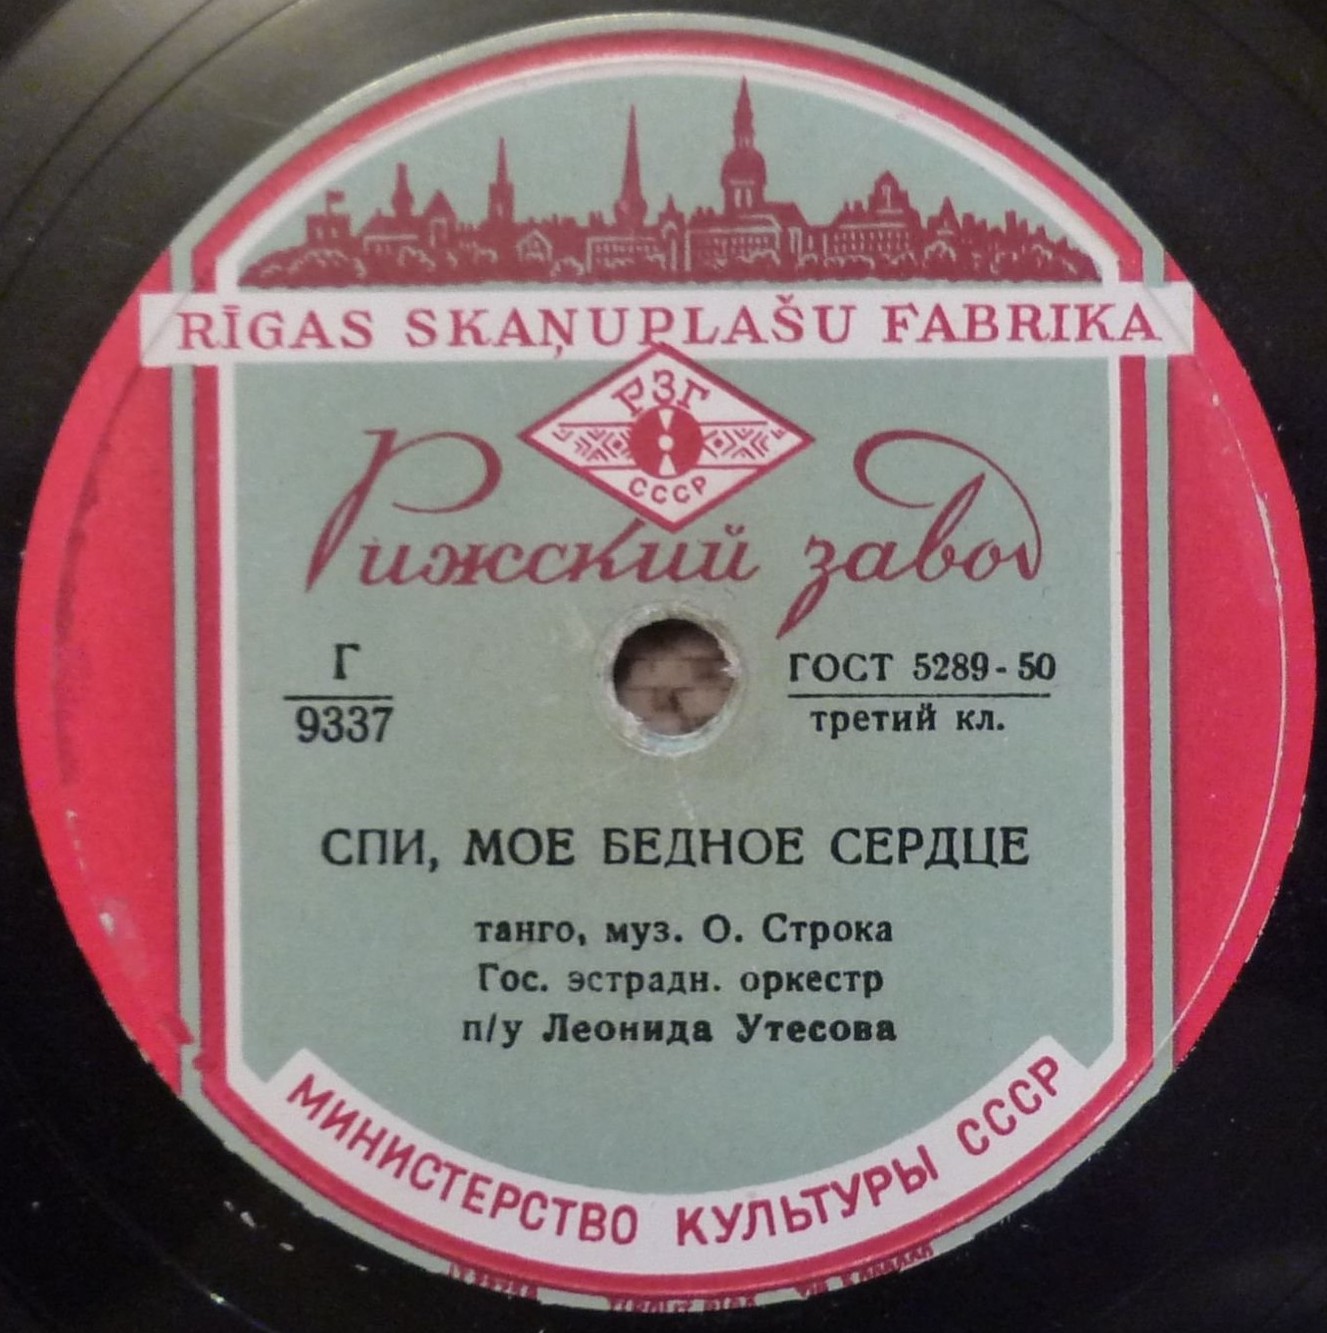 RĪGAS SKAŅUPLAŠU FABRIKA
РЗГ
СССР
Рижский завод
Г
9337
ГОСТ 5289-50
третий кл.
СПИ, МОЕ БЕДНОЕ СЕРДЦЕ
танго, муз. О. Строка
Гос. эстрадн. оркестр
п/у Леонида Утесова
МИНИСТЕРСТВО КУЛЬТУРЫ СССР